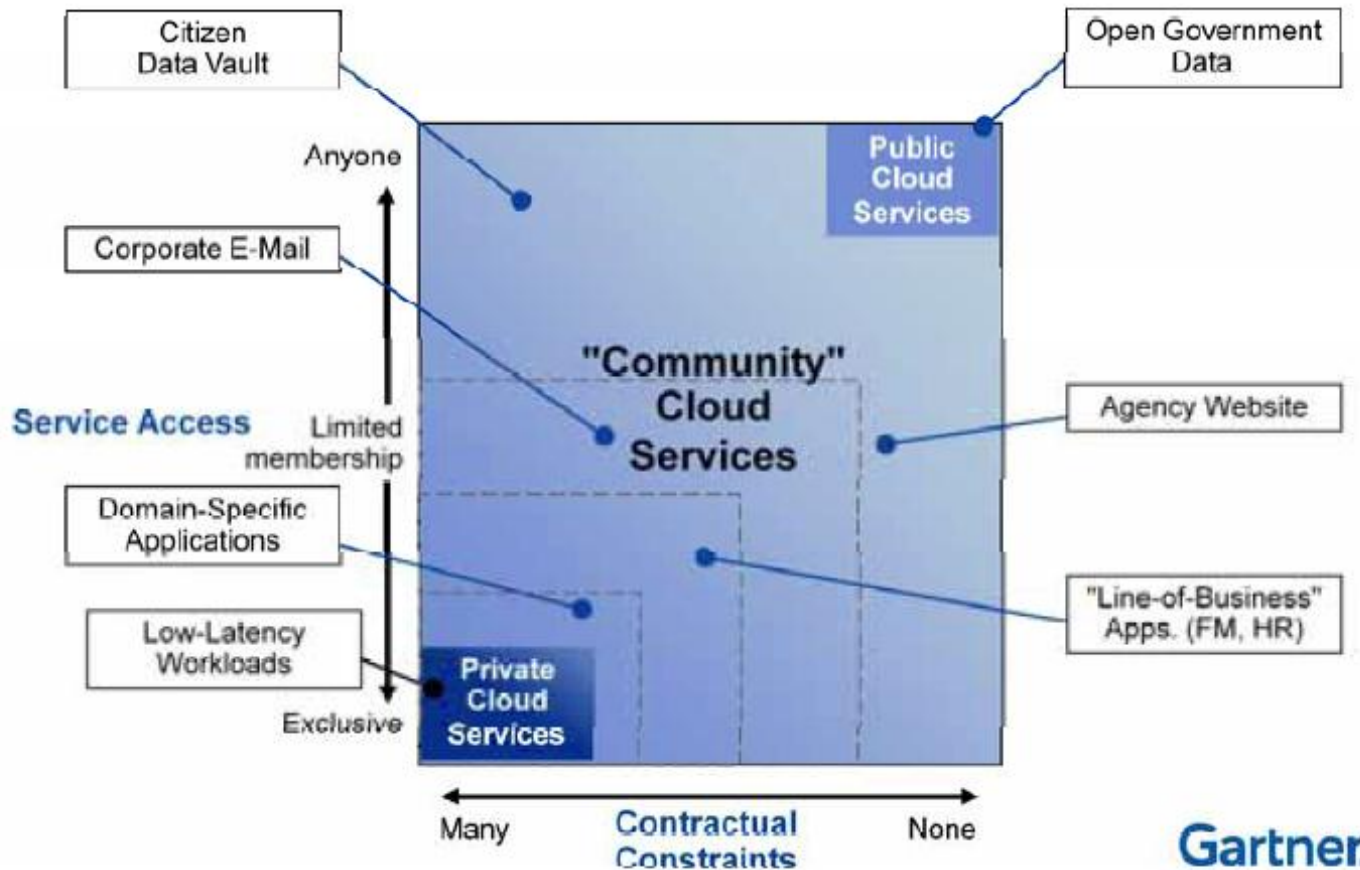 Citizen
Data Vault
Open Government
Data
Anyone
Public
Cloud
Services
Corporate E-Mail
"Community"
Cloud
Services
Service Access
Limited
membership
Agency Website
Domain-Specific
Applications
"Line-of-Business"
Apps. (FM, HR)
Low-Latency
Workloads
Private
Cloud
Services
Exclusive
Many
Contractual
Constraints
None
Gartner